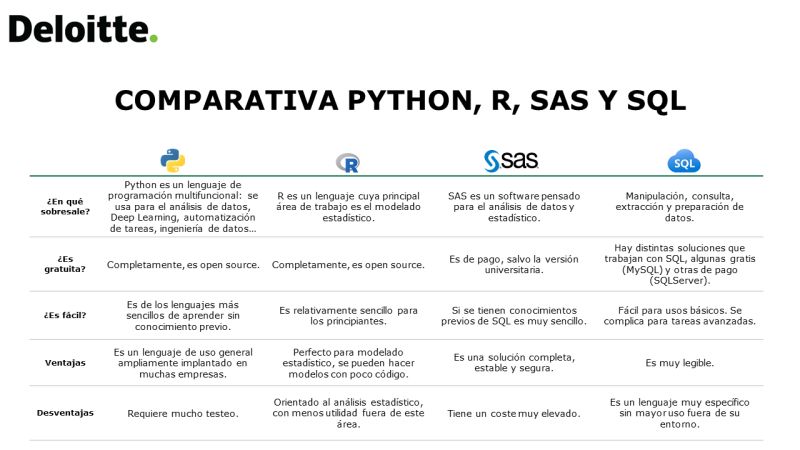 Deloitte.
COMPARATIVA PYTHON, R, SAS Y SQL
R
sas
SQL
¿En qué
sobresale?
Python es un lenguaje de
programación multifuncional: se
usa para el análisis de datos,
Deep Learning, automatización
de tareas, ingeniería de datos…
R es un lenguaje cuya principal
área de trabajo es el modelado
estadístico.
SAS es un software pensado
para el análisis de datos y
estadístico.
Manipulación, consulta,
extracción y preparación de
datos.
¿Es
gratuita?
Completamente, es open source.
Completamente, es open source.
Es de pago, salvo la versión
universitaria.
Hay distintas soluciones que
trabajan con SQL, algunas gratis
(MySQL) y otras de pago
(SQLServer).
¿Es fácil?
Es de los lenguajes más
sencillos de aprender sin
conocimiento previo.
Es relativamente sencillo para
los principiantes.
Si se tienen conocimientos
previos de SQL es muy sencillo.
Fácil para usos básicos. Se
complica para tareas avanzadas.
Ventajas
Es un lenguaje de uso general
ampliamente implantado en
muchas empresas.
Perfecto para modelado
estadístico, se pueden hacer
modelos con poco código.
Es una solución completa,
estable y segura.
Es muy legible.
Desventajas
Requiere mucho testeo.
Orientado al análisis estadístico,
con menos utilidad fuera de este
área.
Tiene un coste muy elevado.
Es un lenguaje muy específico
sin mayor uso fuera de su
entorno.